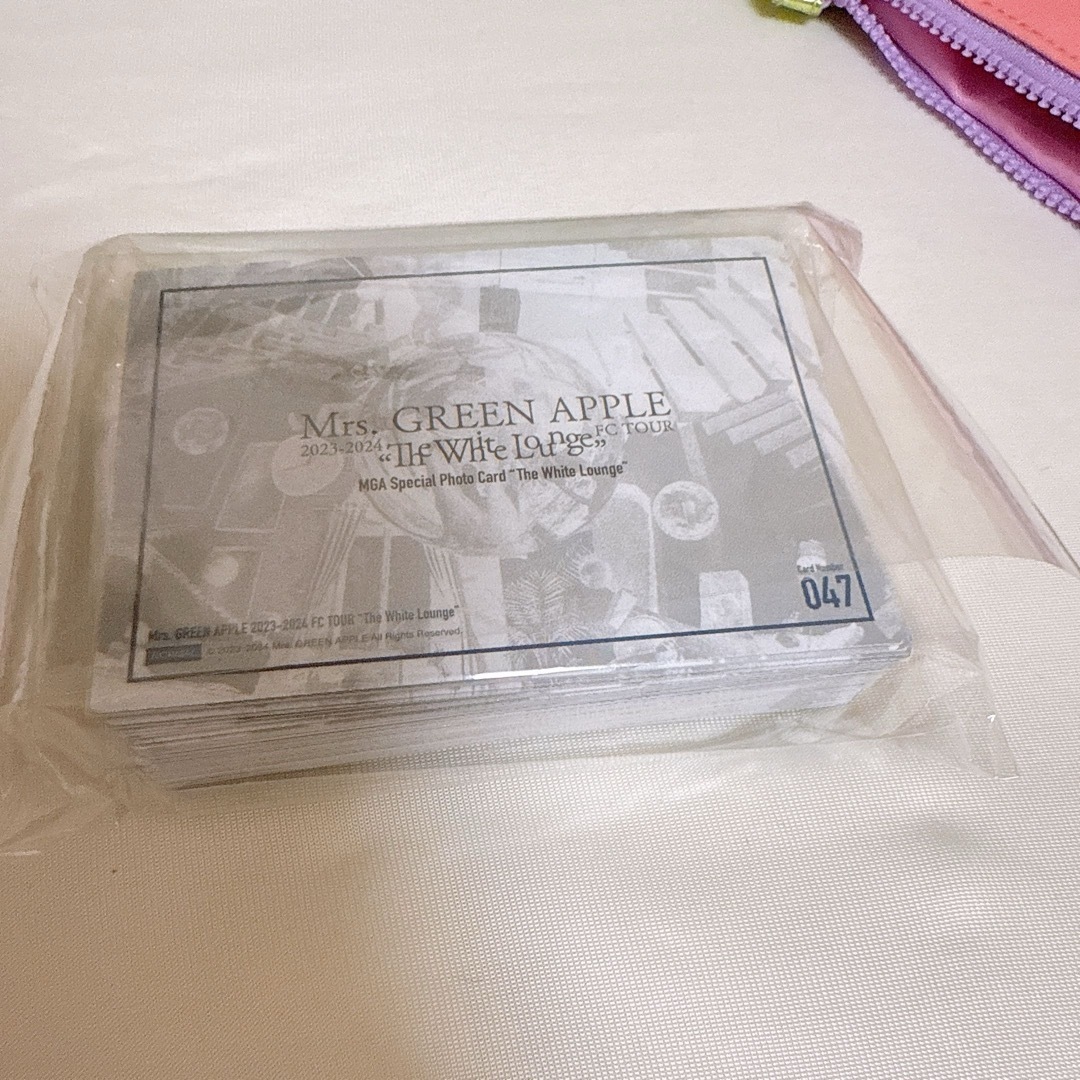 Mrs. GREEN APPLE
2023-2024 "The White Lounge" FC TOUR
MGA Special Photo Card "The White Lounge"
Card Number
047
Mrs. GREEN APPLE 2023-2024 FC TOUR "The White Lounge"
© 2023-2024 Mrs. GREEN APPLE All Rights Reserved.